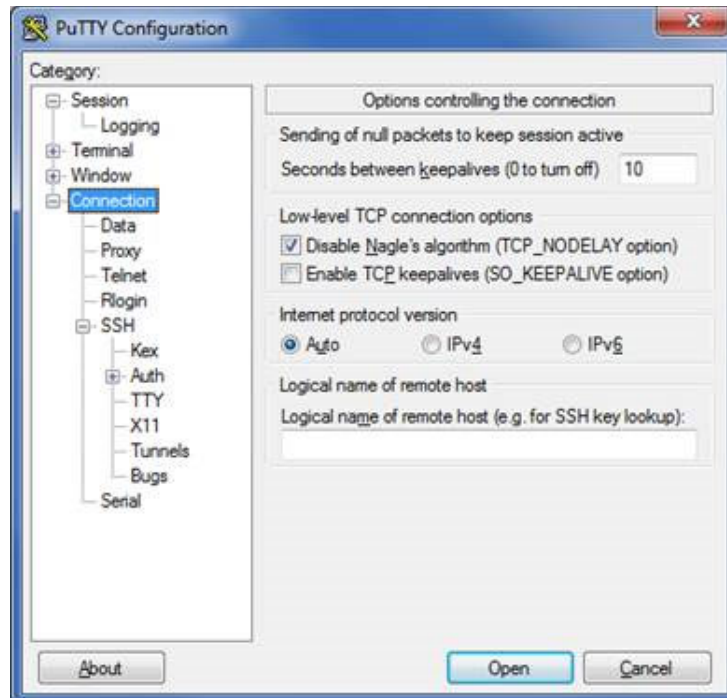 PuTTY Configuration
Category:
Session
Logging
Terminal
Window
Connection
Data
Proxy
Telnet
Rlogin
SSH
Kex
Auth
TTY
X11
Tunnels
Bugs
Serial
Options controlling the connection
Sending of null packets to keep session active
Seconds between keepalives (0 to turn off) 10
Low-level TCP connection options
Disable Nagle's algorithm (TCP_NODELAY option)
Enable TCP keepalives (SO_KEEPALIVE option)
Internet protocol version
Auto IPv4 IPv6
Logical name of remote host
Logical name of remote host (e.g. for SSH key lookup):
About Open Cancel